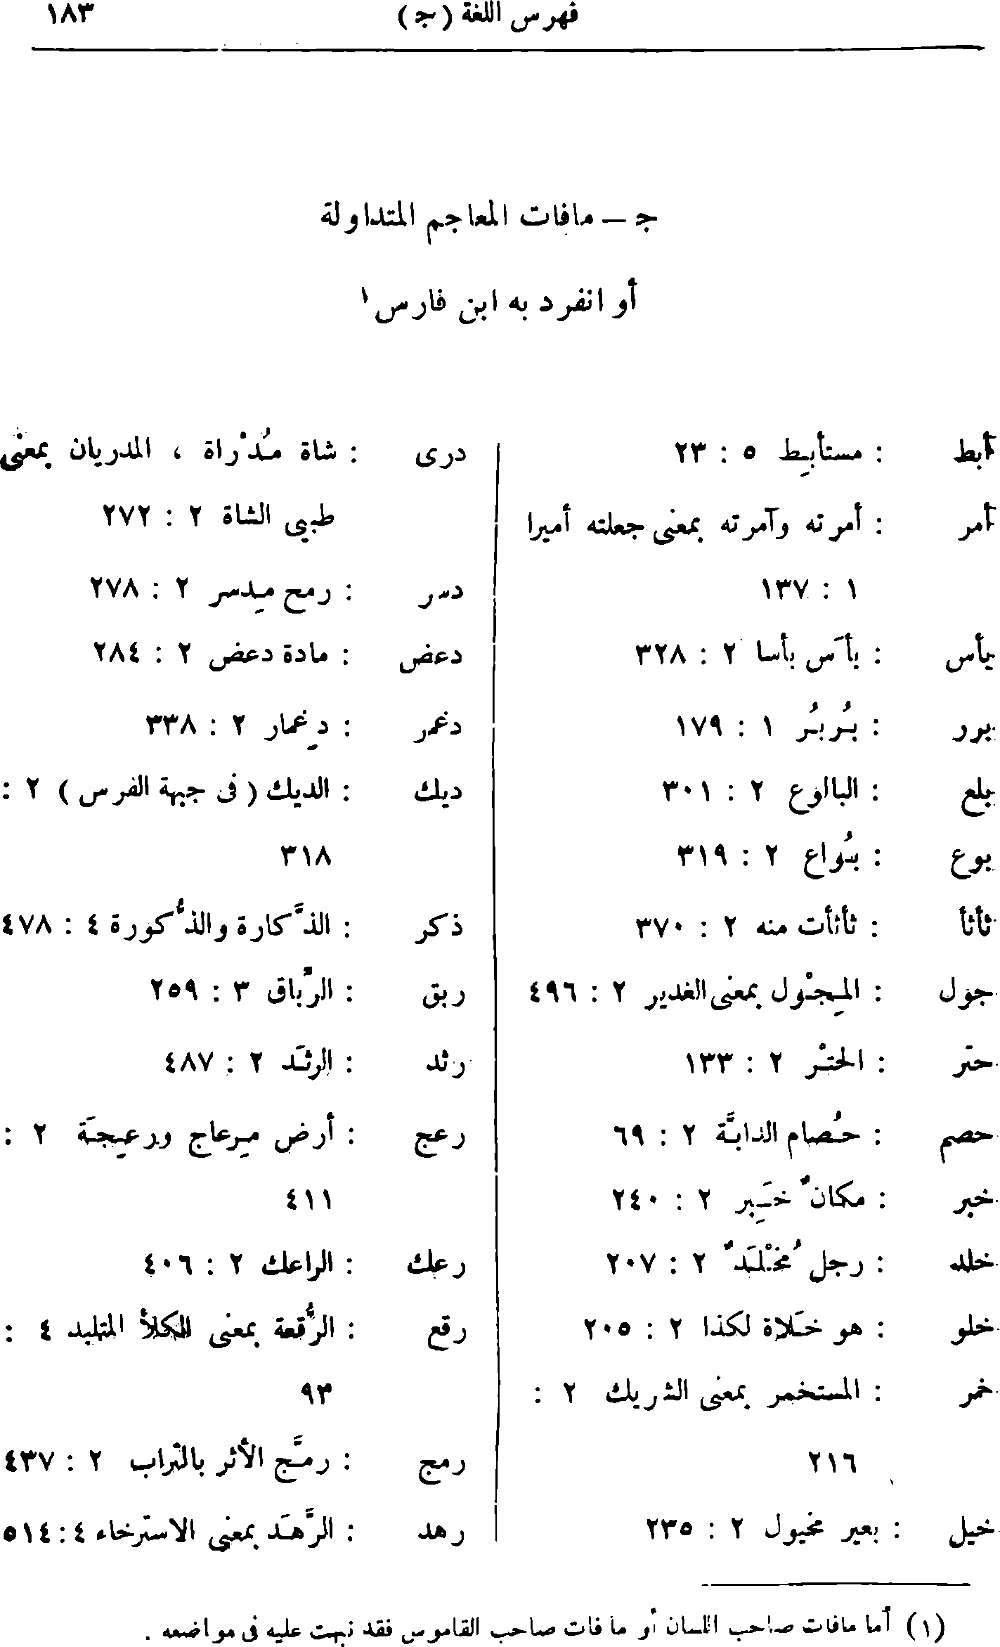 فهرس اللغة (ج) ١٨٣
ج — مافات المعاجم المتداولة
أو انفرد به ابن فارس ١
أبط : مستأبِط ٥ : ٢٣
أمر : أمرته وآمرته بمعنى جعلته أميرا
١ : ١٣٧
بأس : بآس بأسا ٢ : ٣٢٨
برر : بُربُر ١ : ١٧٩
بلع : البالوع ٢ : ٣٠١
بوع : بُواع ٢ : ٣١٩
ثأثأ : ثأثأت منه ٢ : ٣٧٠
جول : المِجْول بمعنى الغدير ٢ : ٤٩٦
حتر : الحتْر ٢ : ١٣٣
حصم : حُصام الدابَّة ٢ : ٦٩
خبر : مكانٌ خَبِر ٢ : ٢٤٠
خلد : رجل مُخْلَدٌ ٢ : ٢٠٧
خلو : هو خَلاة لكذا ٢ : ٢٠٥
خمر : المستخمر بمعنى الشريك ٢ :
٢١٦
خيل : بعير مخيول ٢ : ٢٣٥
درى : شاة مُدْراة ، المدريان بمعنى
طبيى الشاة ٢ : ٢٧٢
دسر : رمح مِدسر ٢ : ٢٧٨
دعض : مادة دعض ٢ : ٢٨٤
دغمر : دِغمار ٢ : ٣٣٨
ديك : الديك ( فى جبهة الفرس ) ٢ :
٣١٨
ذكر : الذَّكارة والذُّكورة ٤ : ٤٧٨
ربق : الرِّباق ٣ : ٢٥٩
رثد : الرثَد ٢ : ٤٨٧
رعج : أرض مِرعاج ورعِجَة ٢ :
٤١١
رعك : الراعك ٢ : ٤٠٦
رقع : الرُّقعة بمعنى الكلأ المتلبد ٤ :
٩٣
رمج : رمَّج الأثر بالتراب ٢ : ٤٣٧
رهد : الرَّهَد بمعنى الاسترخاء ٤ : ٥١٤
(١) أما مافات صاحب اللسان أو مافات صاحب القاموس فقد نبهت عليه فى مواضعه .